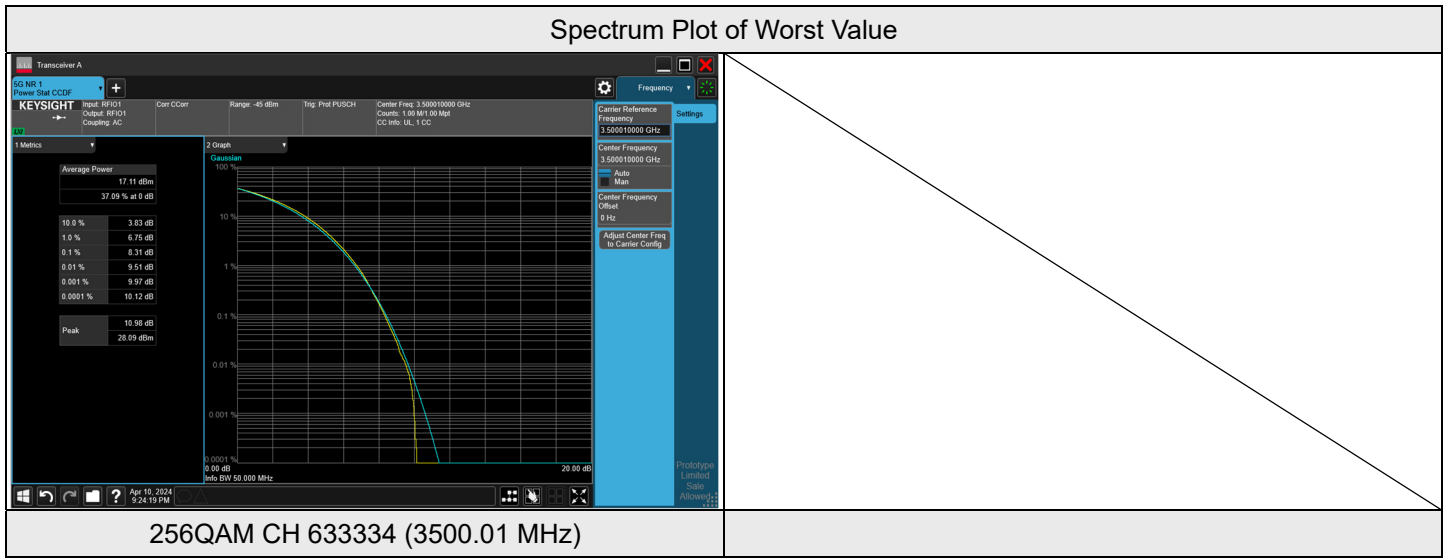 Spectrum Plot of Worst Value
Transceiver A
5G NR 1
Power Stat CCDF
Frequency
KEYSIGHT
Input: RFIO1
Output: RFIO1
Coupling: AC
Corr CCorr
Range: -45 dBm
Trig: Prot PUSCH
Center Freq: 3.500010000 GHz
Counts: 1.00 M/1.00 Mpt
CC Info: UL, 1 CC
LXI
1 Metrics
Average Power
17.11 dBm
37.09 % at 0 dB
10.0 % 3.83 dB
1.0 % 6.75 dB
0.1 % 8.31 dB
0.01 % 9.51 dB
0.001 % 9.97 dB
0.0001 % 10.12 dB
Peak
10.98 dB
28.09 dBm
2 Graph
Gaussian
100 %
10 %
1 %
0.1 %
0.01 %
0.001 %
0.0001 %
0.00 dB
20.00 dB
Info BW 50.000 MHz
Carrier Reference
Frequency
3.500010000 GHz
Center Frequency
3.500010000 GHz
Auto
Man
Center Frequency
Offset
0 Hz
Adjust Center Freq
to Carrier Config
Settings
Prototype
Limited
Sale
Allowed
?
Apr 10, 2024
9:24:19 PM
256QAM CH 633334 (3500.01 MHz)